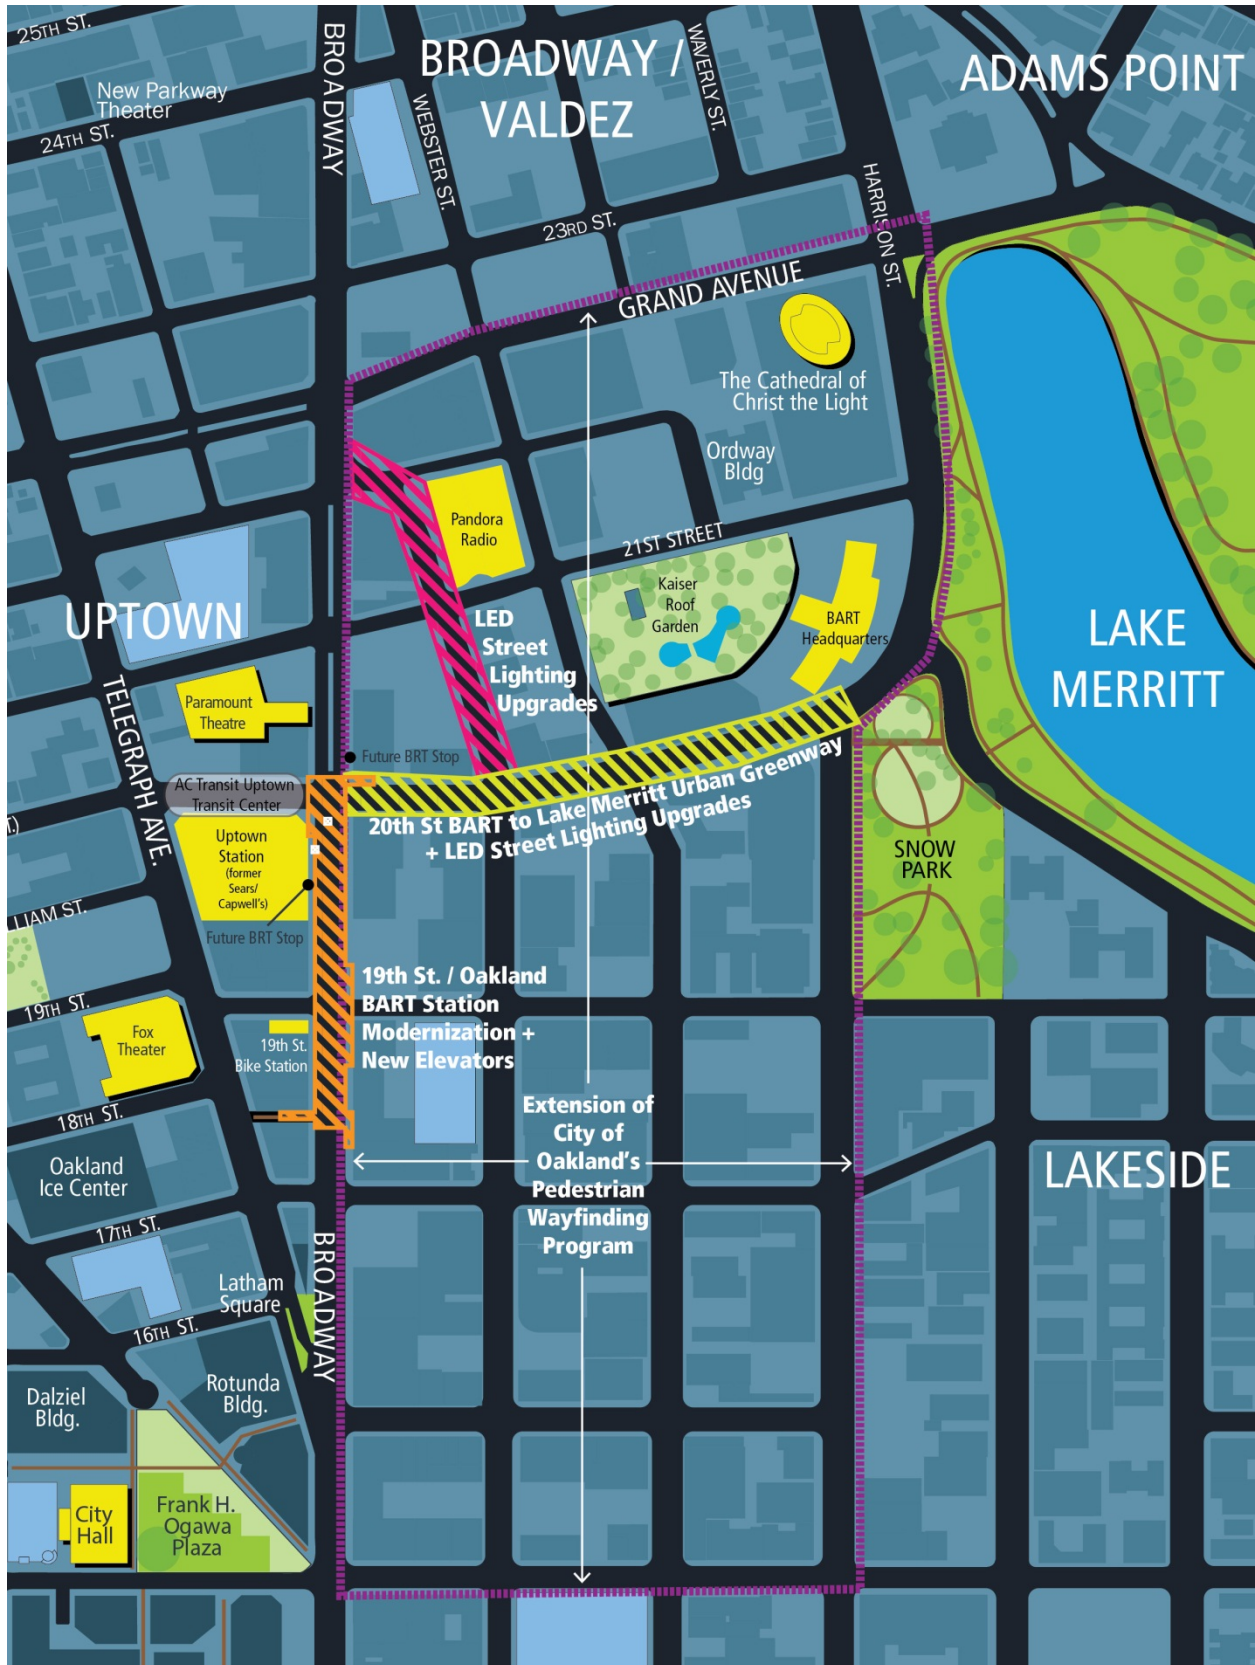 25TH ST.
BROADWAY
BROADWAY /
VALDEZ
WAVERLY ST.
ADAMS POINT
New Parkway
Theater
24TH ST.
WEBSTER ST.
HARRISON ST.
23RD ST.
GRAND AVENUE
The Cathedral of
Christ the Light
Ordway
Bldg
Pandora
Radio
21ST STREET
Kaiser
Roof
Garden
BART
Headquarters
UPTOWN
LED
Street
Lighting
Upgrades
LAKE
MERRITT
TELEGRAPH AVE.
Paramount
Theatre
Future BRT Stop
AC Transit Uptown
Transit Center
20th St BART to Lake Merritt Urban Greenway
+ LED Street Lighting Upgrades
T.)
Uptown
Station
(former
Sears/
Capwell's)
SNOW
PARK
LLIAM ST.
Future BRT Stop
19th St. / Oakland
BART Station
Modernization +
New Elevators
19TH ST.
Fox
Theater
19th St.
Bike Station
18TH ST.
Extension of
City of
Oakland's
Pedestrian
Wayfinding
Program
Oakland
Ice Center
LAKESIDE
17TH ST.
BROADWAY
Latham
Square
16TH ST.
Dalziel
Bldg.
Rotunda
Bldg.
City
Hall
Frank H.
Ogawa
Plaza